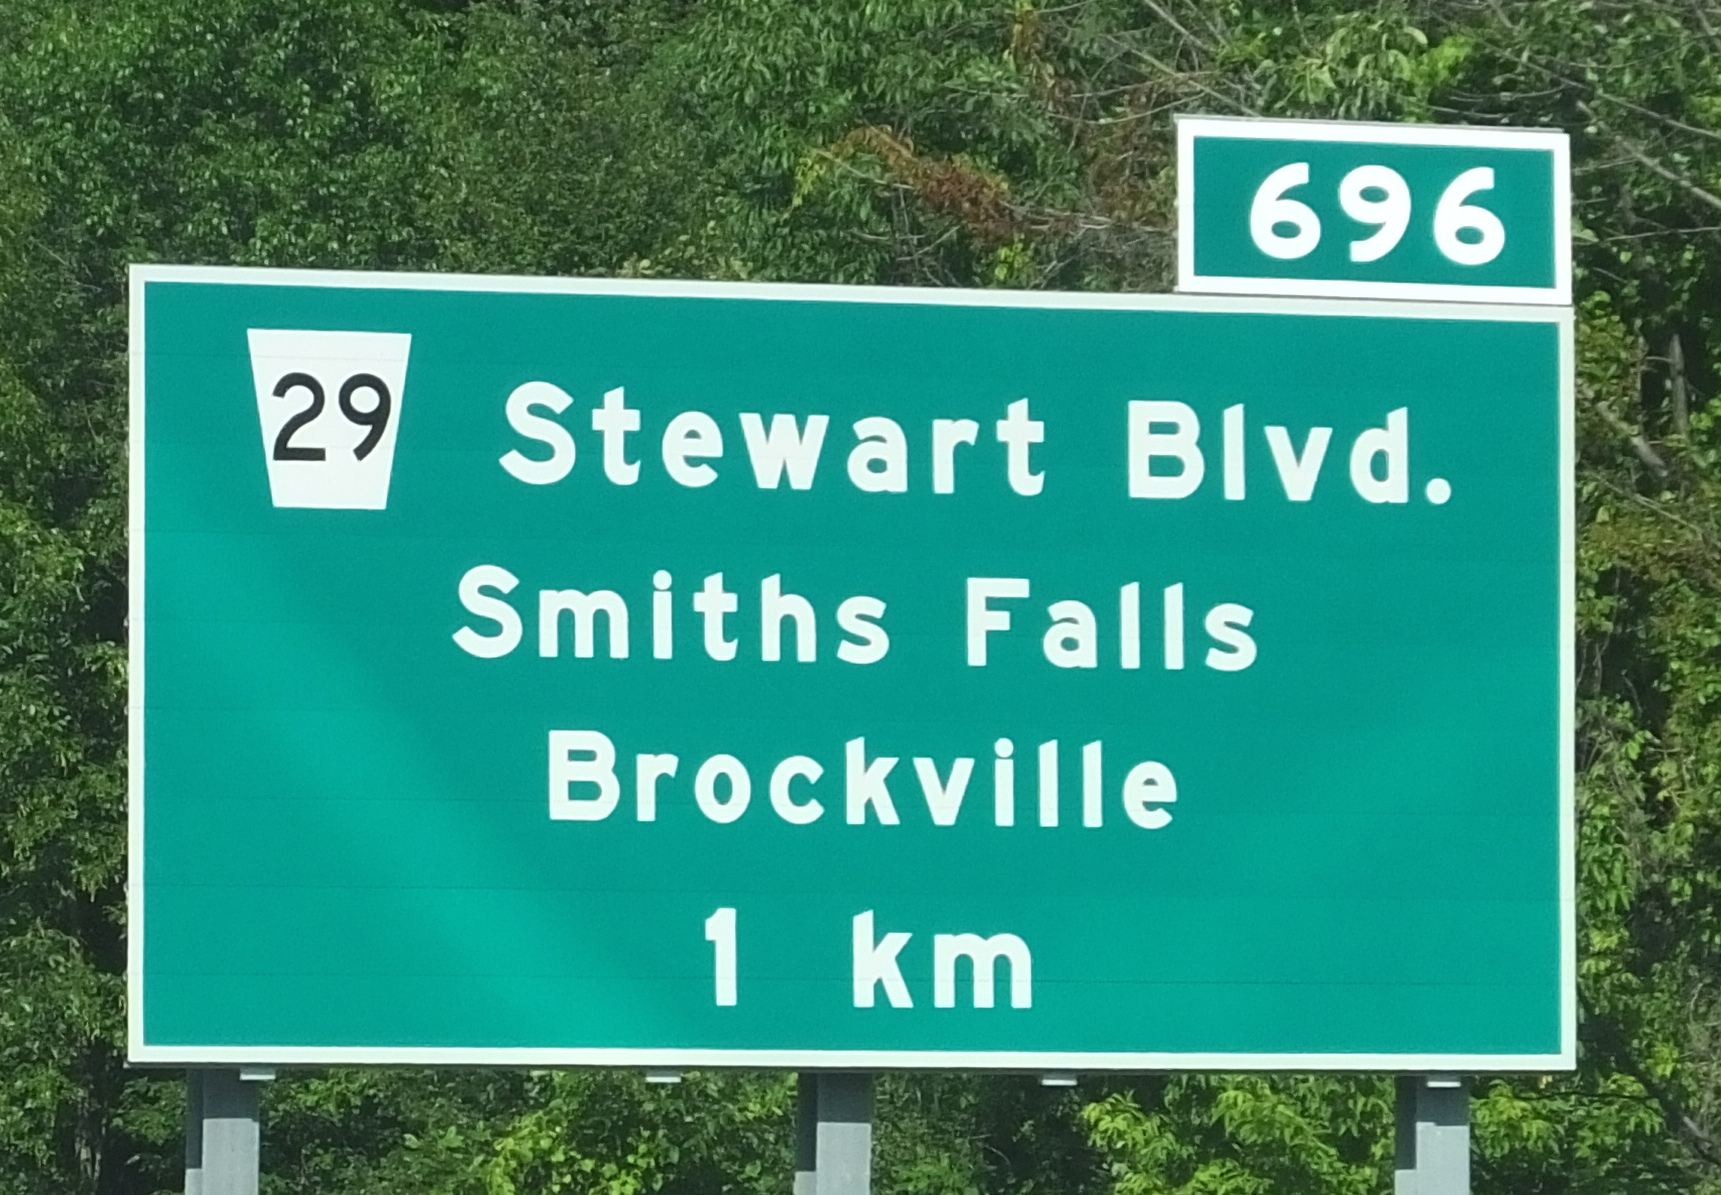 696
29 Stewart Blvd.
Smiths Falls
Brockville
1 km